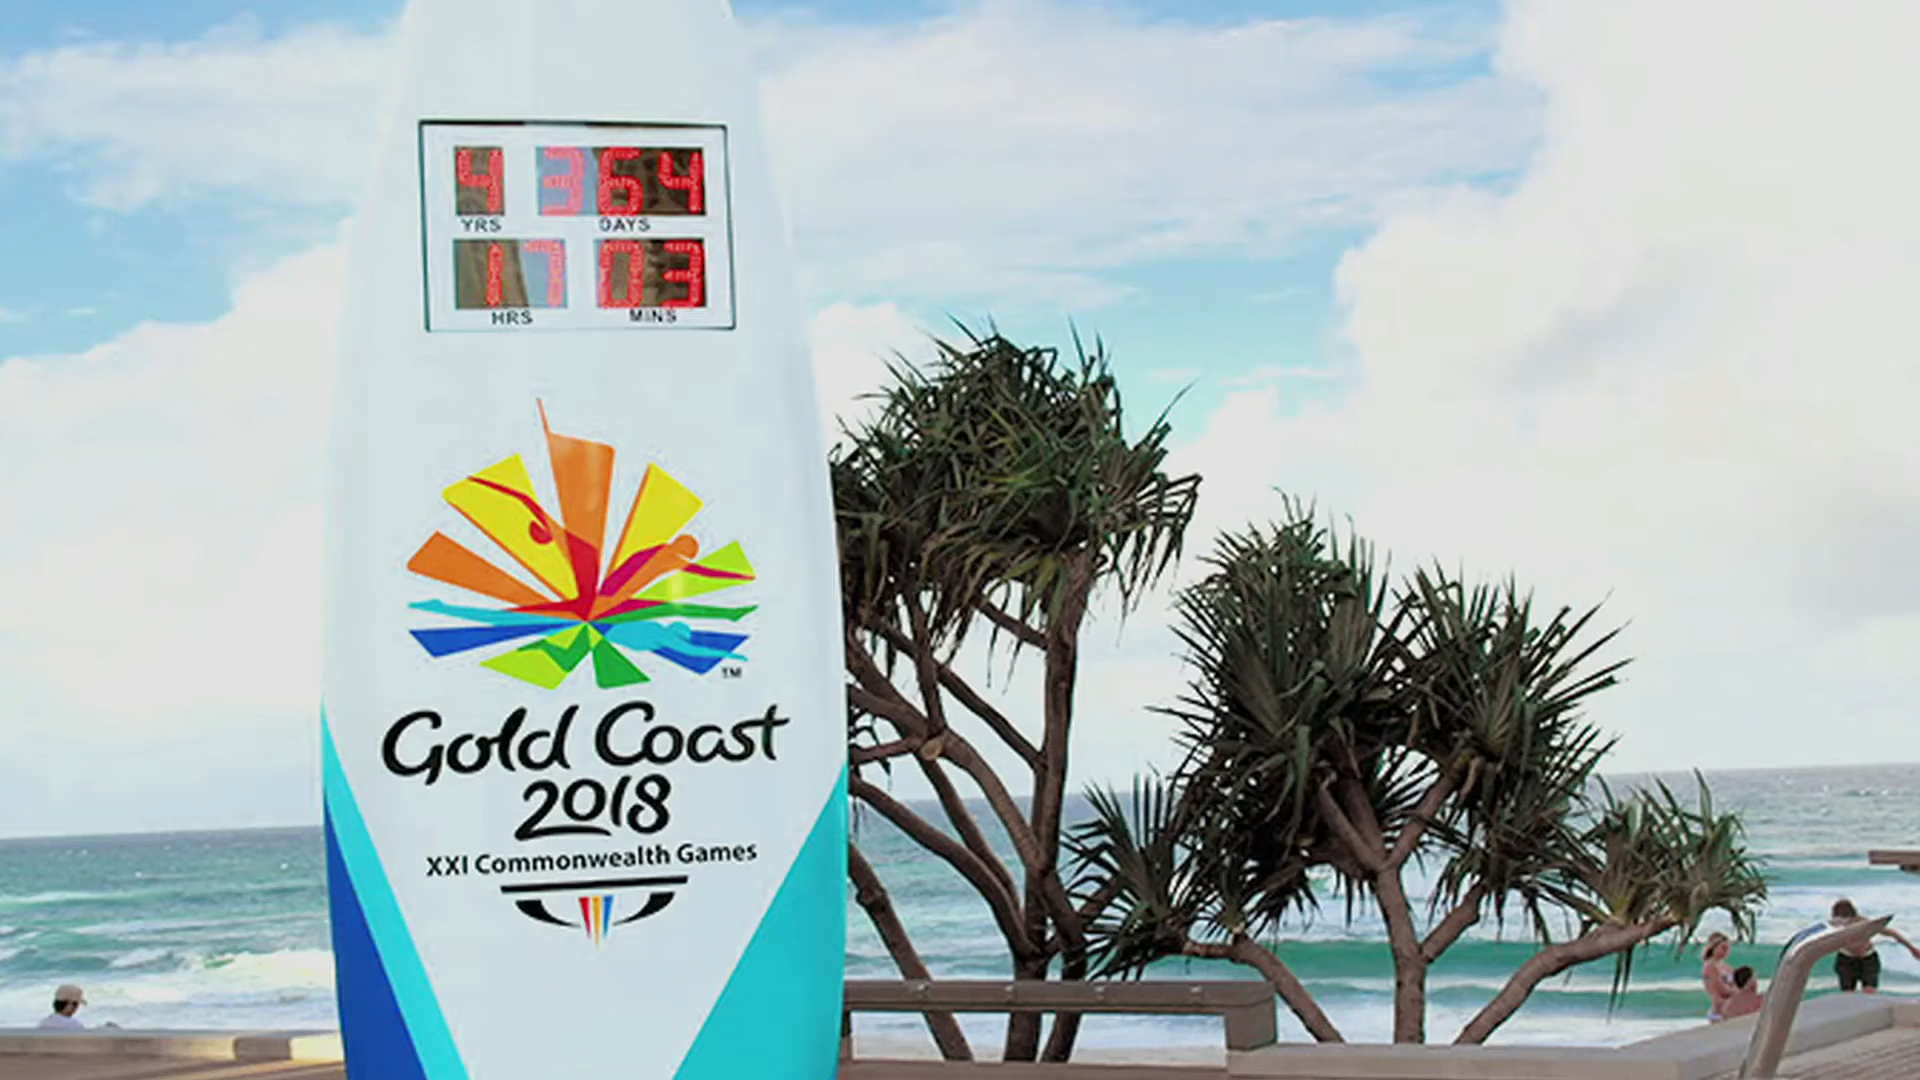 4 364
YRS DAYS
17 03
HRS MINS
TM
Gold Coast
2018
XXI Commonwealth Games